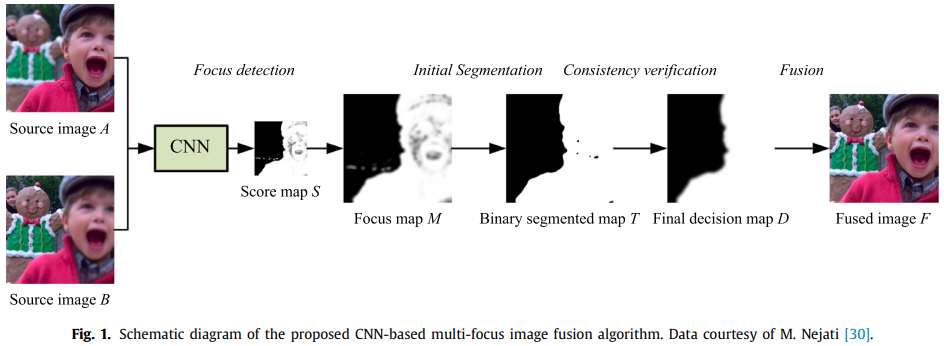 Focus detection
Initial Segmentation
Consistency verification
Fusion
Source image A
CNN
Score map S
Focus map M
Binary segmented map T
Final decision map D
Fused image F
Source image B
Fig. 1. Schematic diagram of the proposed CNN-based multi-focus image fusion algorithm. Data courtesy of M. Nejati [30].